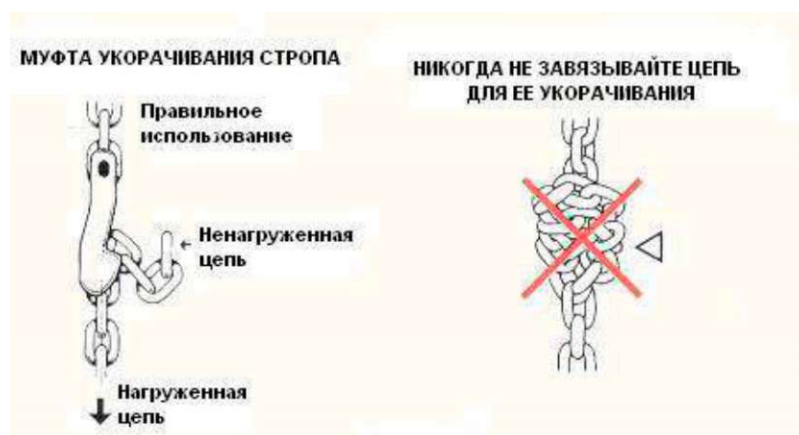 МУФТА УКОРАЧИВАНИЯ СТРОПА
Правильное
использование
Ненагруженная
цепь
Нагруженная
цепь
НИКОГДА НЕ ЗАВЯЗЫВАЙТЕ ЦЕПЬ
ДЛЯ ЕЕ УКОРАЧИВАНИЯ